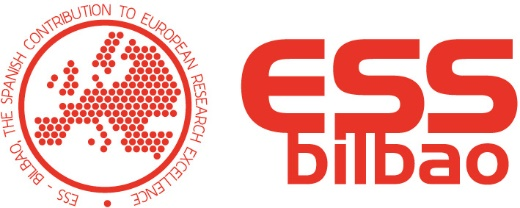 ESS - BILBAO, THE SPANISH CONTRIBUTION TO EUROPEAN RESEARCH EXCELLENCE
ESS
bilbao